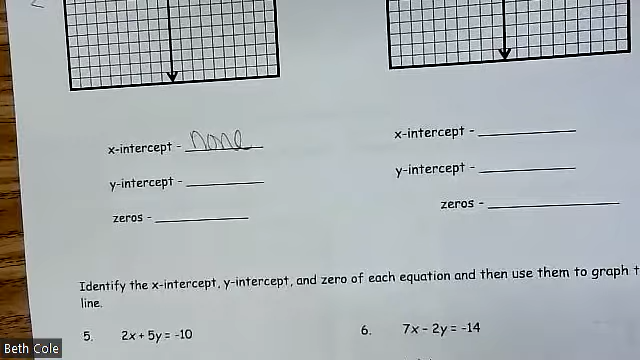 x-intercept - none
y-intercept -
zeros -
x-intercept -
y-intercept -
zeros -
Identify the x-intercept, y-intercept, and zero of each equation and then use them to graph t
line.
5. 2x + 5y = -10
6. 7x - 2y = -14
Beth Cole